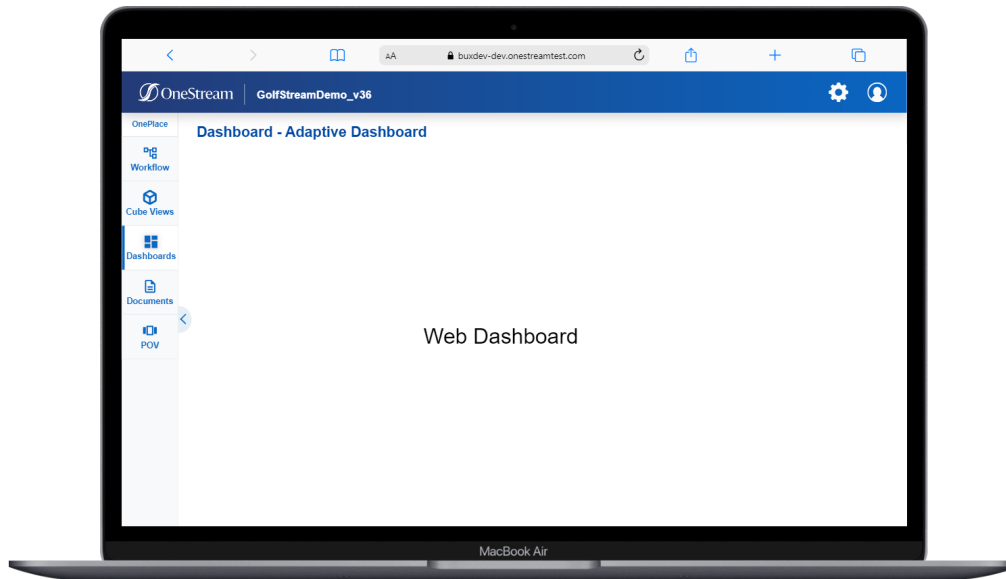 AA buxdev-dev.onestreamtest.com
OneStream GolfStreamDemo_v36
OnePlace
Dashboard - Adaptive Dashboard
Workflow
Cube Views
Dashboards
Documents
POV
Web Dashboard
MacBook Air